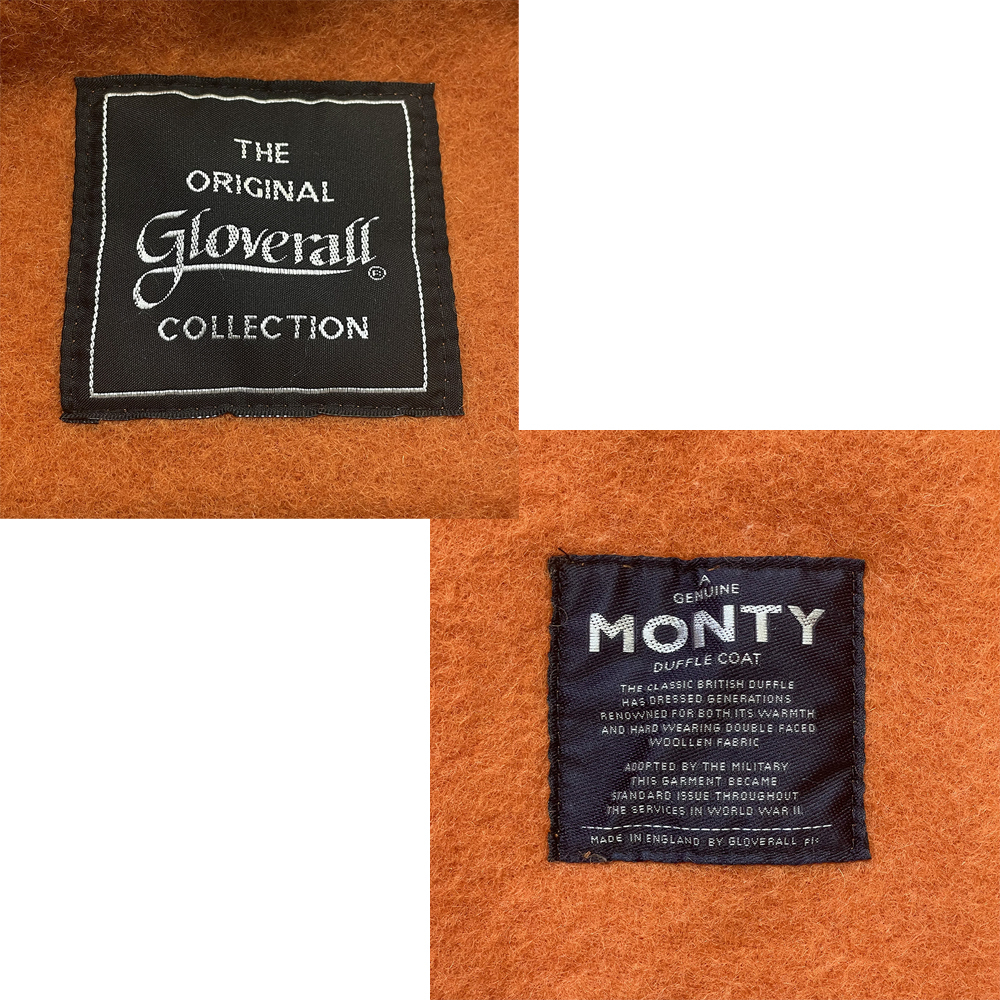 THE
ORIGINAL
Gloverall®
COLLECTION
A
GENUINE
MONTY
DUFFLE COAT
THE CLASSIC BRITISH DUFFLE
HAS DRESSED GENERATIONS
RENOWNED FOR BOTH ITS WARMTH
AND HARD WEARING DOUBLE FACED
WOOLLEN FABRIC
ADOPTED BY THE MILITARY
THIS GARMENT BECAME
STANDARD ISSUE THROUGHOUT
THE SERVICES IN WORLD WAR II.
MADE IN ENGLAND BY GLOVERALL